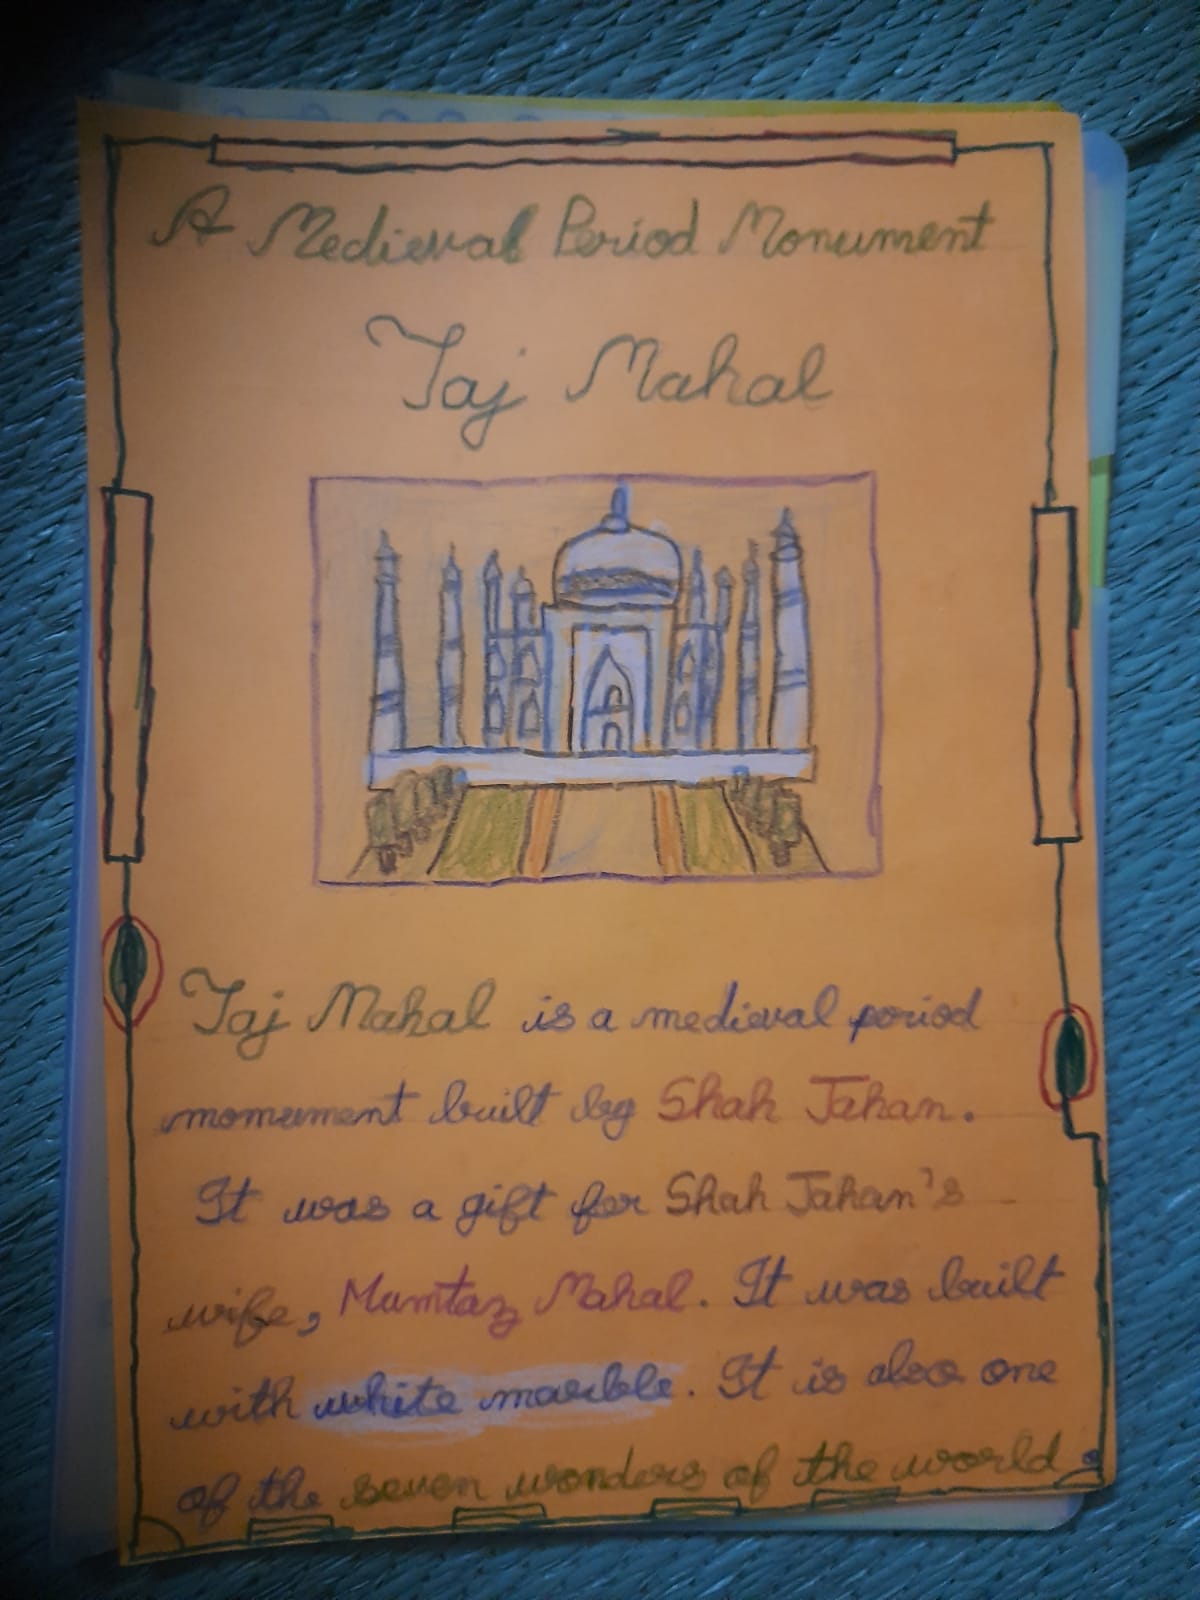 A Medieval Period Monument
Taj Mahal
Taj Mahal is a medieval period
monument built by Shah Jahan.
It was a gift for Shah Jahan's
wife, Mumtaz Mahal. It was built
with white marble. It is also one
of the seven wonders of the world